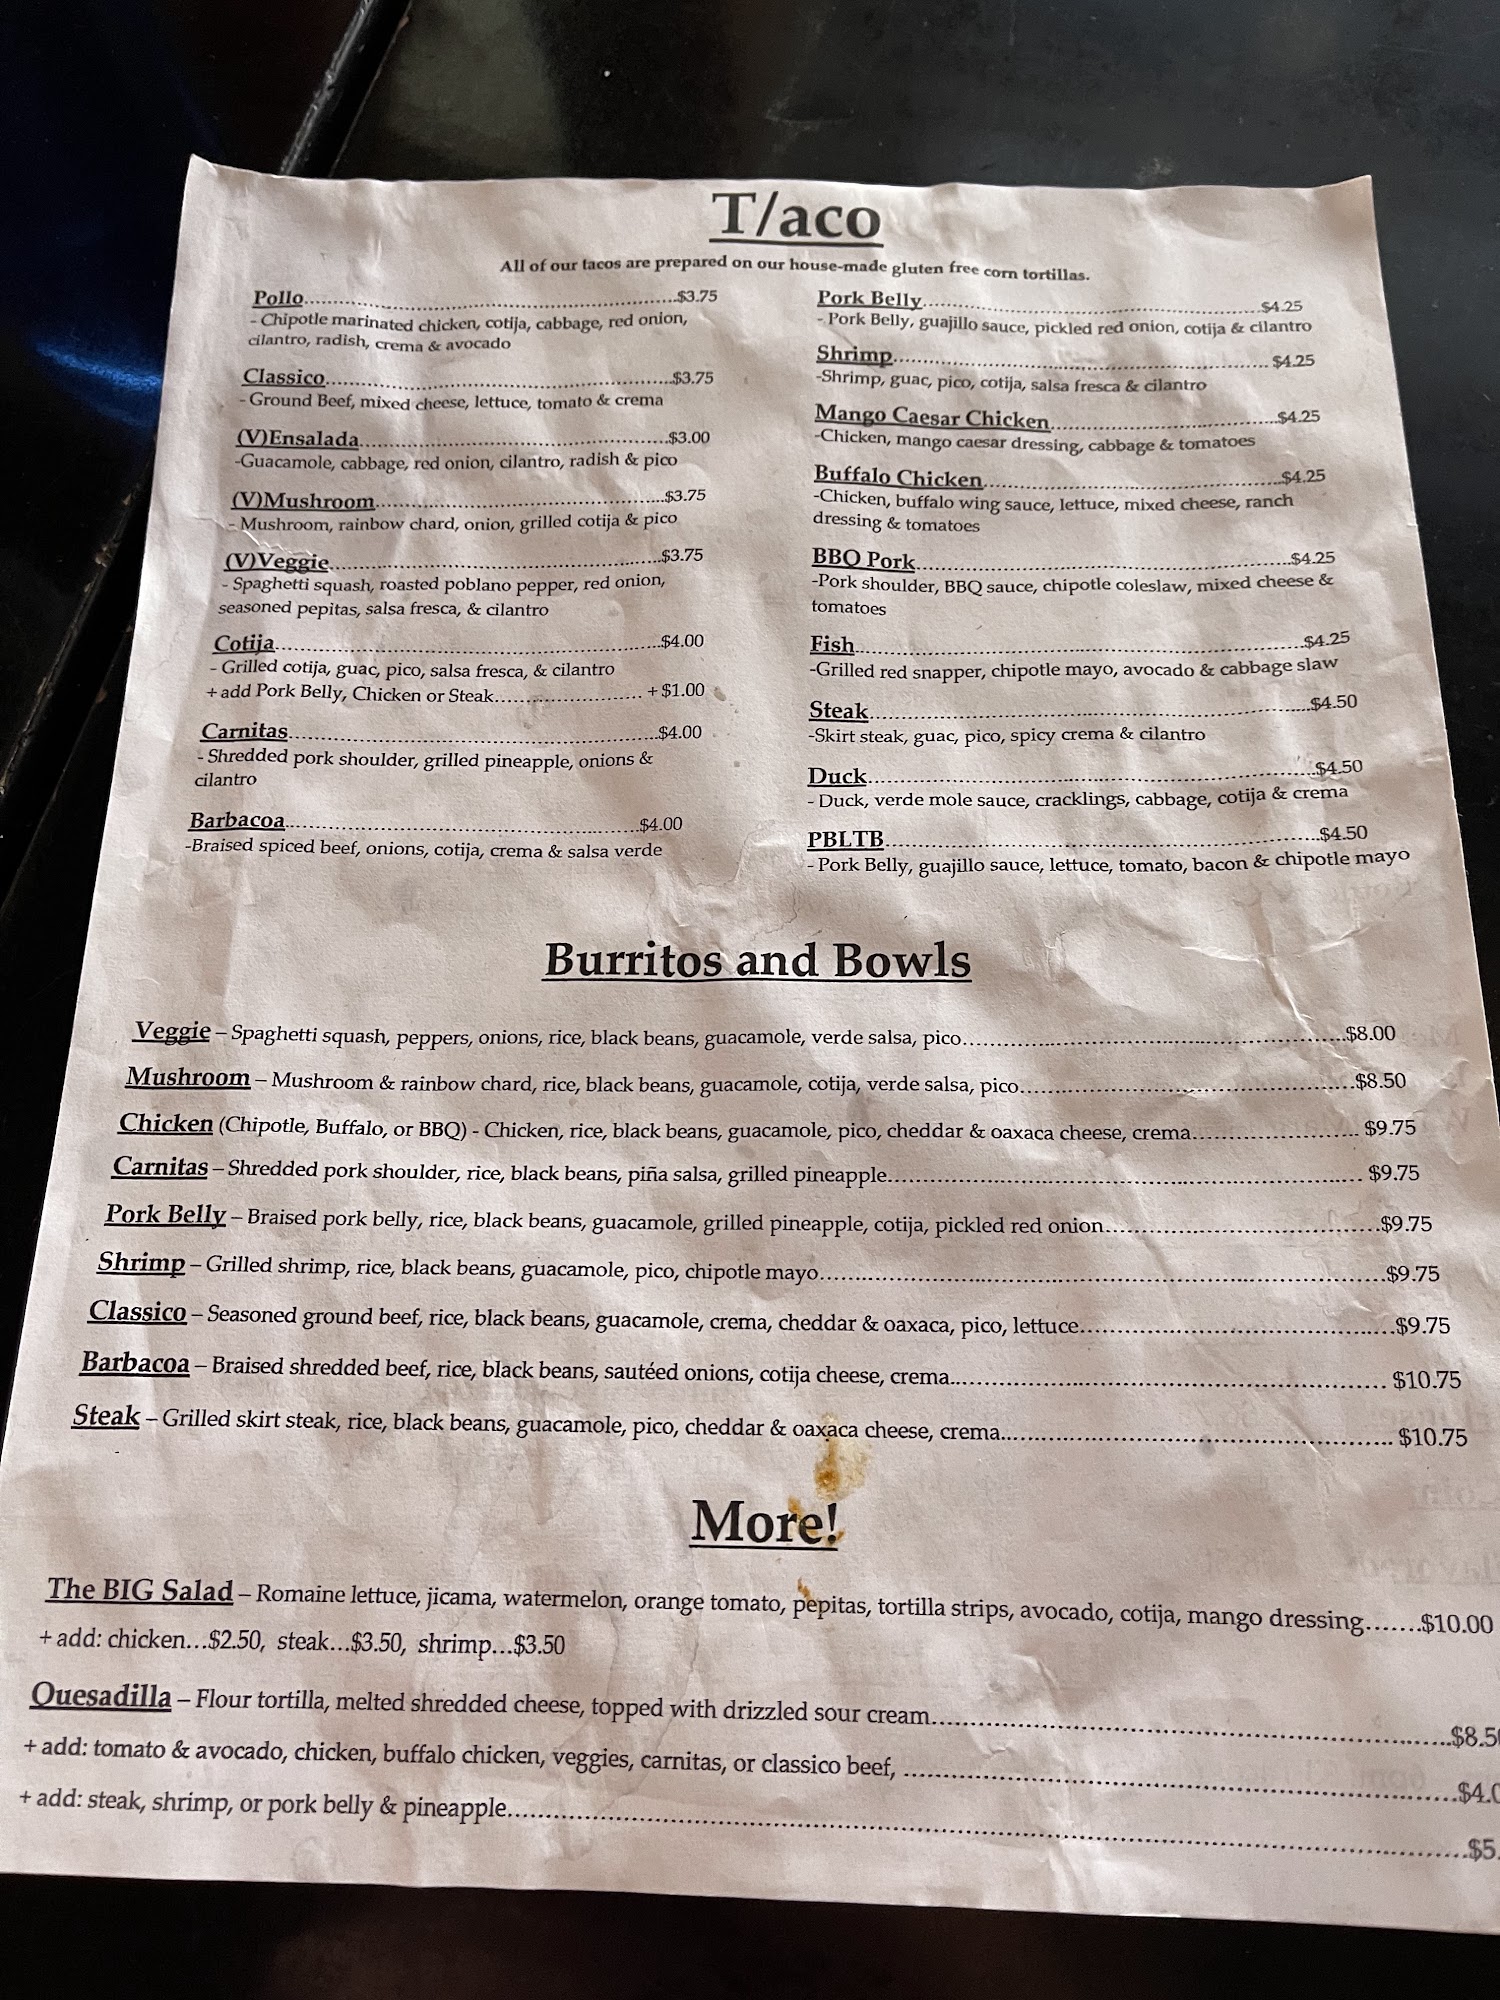 T/aco
All of our tacos are prepared on our house-made gluten free corn tortillas.
Pollo.....$3.75
- Chipotle marinated chicken, cotija, cabbage, red onion,
cilantro, radish, crema & avocado
Classico.....$3.75
- Ground Beef, mixed cheese, lettuce, tomato & crema
(V)Ensalada.....$3.00
-Guacamole, cabbage, red onion, cilantro, radish & pico
(V)Mushroom.....$3.75
- Mushroom, rainbow chard, onion, grilled cotija & pico
(V)Veggie.....$3.75
- Spaghetti squash, roasted poblano pepper, red onion,
seasoned pepitas, salsa fresca, & cilantro
Cotija.....$4.00
- Grilled cotija, guac, pico, salsa fresca, & cilantro
+ add Pork Belly, Chicken or Steak..... + $1.00
Carnitas.....$4.00
- Shredded pork shoulder, grilled pineapple, onions &
cilantro
Barbacoa.....$4.00
-Braised spiced beef, onions, cotija, crema & salsa verde
Pork Belly.....$4.25
- Pork Belly, guajillo sauce, pickled red onion, cotija & cilantro
Shrimp..... $4.25
-Shrimp, guac, pico, cotija, salsa fresca & cilantro
Mango Caesar Chicken.....$4.25
-Chicken, mango caesar dressing, cabbage & tomatoes
Buffalo Chicken.....$4.25
-Chicken, buffalo wing sauce, lettuce, mixed cheese, ranch
dressing & tomatoes
BBQ Pork.....$4.25
-Pork shoulder, BBQ sauce, chipotle coleslaw, mixed cheese &
tomatoes
Fish.....$4.25
-Grilled red snapper, chipotle mayo, avocado & cabbage slaw
Steak.....$4.50
-Skirt steak, guac, pico, spicy crema & cilantro
Duck.....$4.50
- Duck, verde mole sauce, cracklings, cabbage, cotija & crema
PBLTB.....$4.50
- Pork Belly, guajillo sauce, lettuce, tomato, bacon & chipotle mayo
Burritos and Bowls
Veggie – Spaghetti squash, peppers, onions, rice, black beans, guacamole, verde salsa, pico.....$8.00
Mushroom – Mushroom & rainbow chard, rice, black beans, guacamole, cotija, verde salsa, pico.....$8.50
Chicken (Chipotle, Buffalo, or BBQ) - Chicken, rice, black beans, guacamole, pico, cheddar & oaxaca cheese, crema..... $9.75
Carnitas – Shredded pork shoulder, rice, black beans, piña salsa, grilled pineapple..... $9.75
Pork Belly – Braised pork belly, rice, black beans, guacamole, grilled pineapple, cotija, pickled red onion.....$9.75
Shrimp – Grilled shrimp, rice, black beans, guacamole, pico, chipotle mayo.....$9.75
Classico – Seasoned ground beef, rice, black beans, guacamole, crema, cheddar & oaxaca, pico, lettuce.....$9.75
Barbacoa – Braised shredded beef, rice, black beans, sautéed onions, cotija cheese, crema..... $10.75
Steak – Grilled skirt steak, rice, black beans, guacamole, pico, cheddar & oaxaca cheese, crema..... $10.75
More!
The BIG Salad – Romaine lettuce, jicama, watermelon, orange tomato, pepitas, tortilla strips, avocado, cotija, mango dressing.......$10.00
+ add: chicken...$2.50, steak...$3.50, shrimp...$3.50
Quesadilla – Flour tortilla, melted shredded cheese, topped with drizzled sour cream.....$8.5
+ add: tomato & avocado, chicken, buffalo chicken, veggies, carnitas, or classico beef, .....$4.
+ add: steak, shrimp, or pork belly & pineapple.....$5.